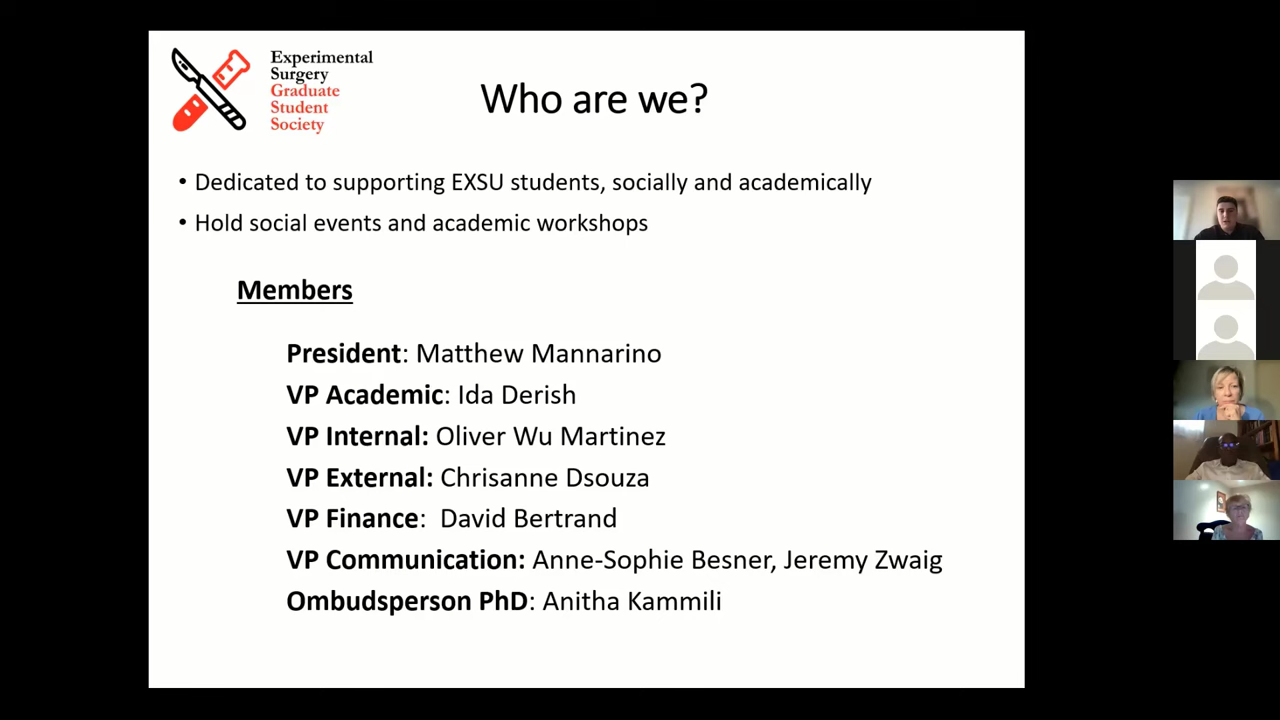 Experimental
Surgery
Graduate
Student
Society
Who are we?
• Dedicated to supporting EXSU students, socially and academically
• Hold social events and academic workshops
Members
President: Matthew Mannarino
VP Academic: Ida Derish
VP Internal: Oliver Wu Martinez
VP External: Chrisanne Dsouza
VP Finance:  David Bertrand
VP Communication: Anne-Sophie Besner, Jeremy Zwaig
Ombudsperson PhD: Anitha Kammili